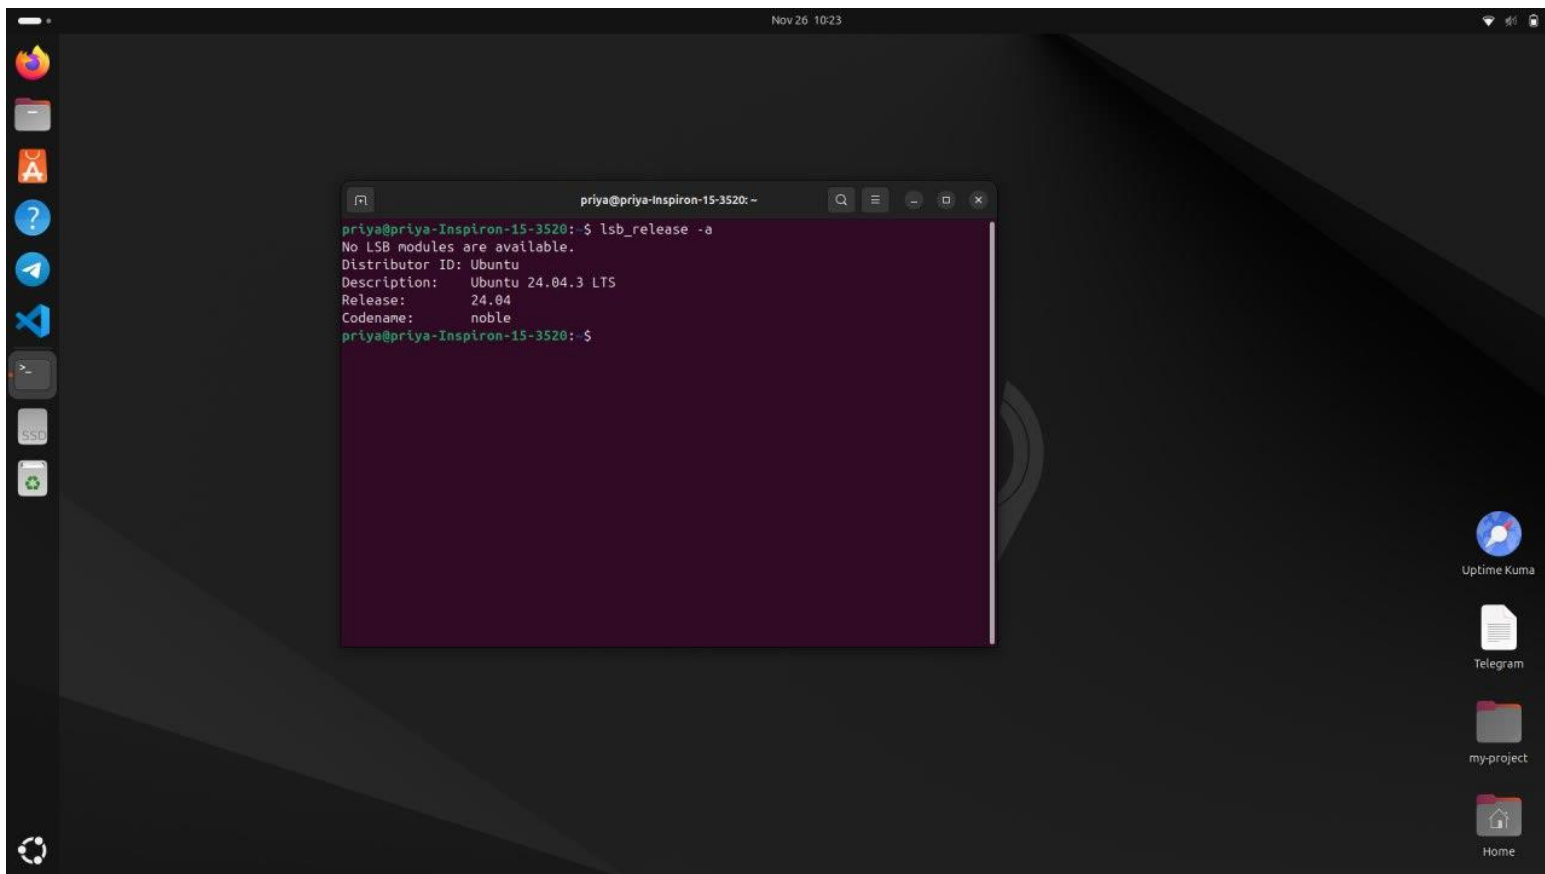 Nov 26 10:23
priya@priya-Inspiron-15-3520: ~
priya@priya-Inspiron-15-3520:~$ lsb_release -a
No LSB modules are available.
Distributor ID: Ubuntu
Description: Ubuntu 24.04.3 LTS
Release: 24.04
Codename: noble
priya@priya-Inspiron-15-3520:~$
SSD
Uptime Kuma
Telegram
my-project
Home